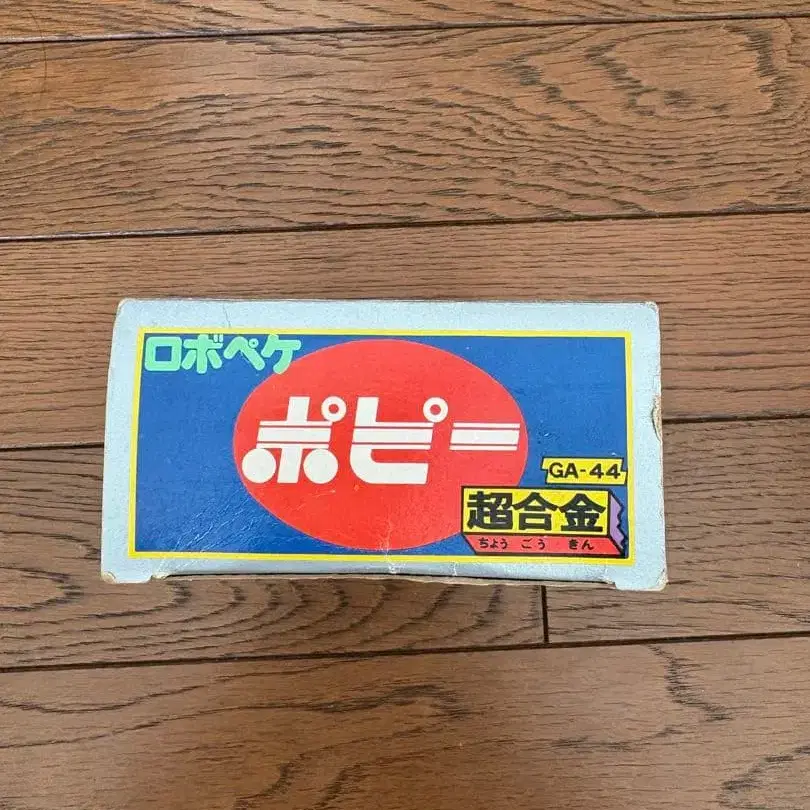 ロボペケ
ポピー
GA-44
超合金
ちょう ごう きん